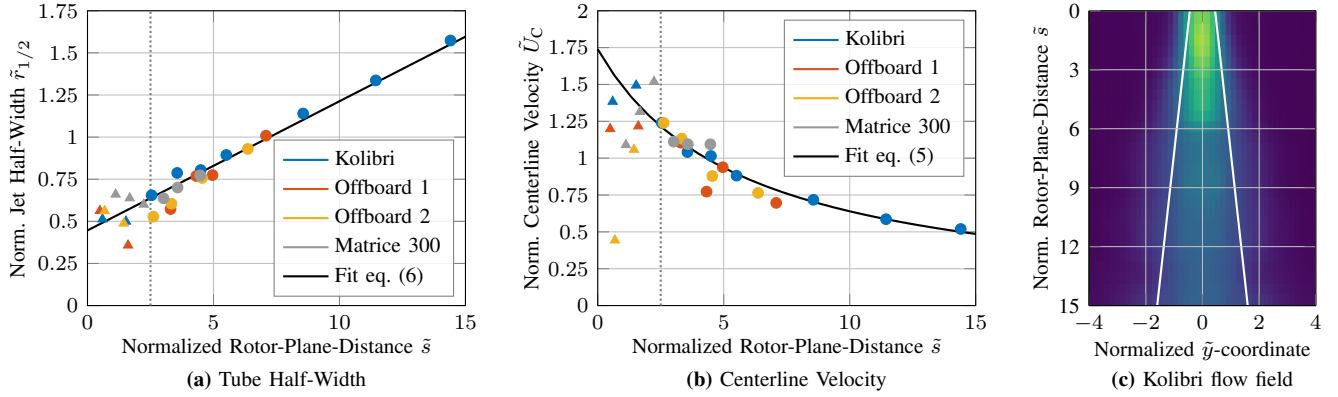 Norm. Jet Half-Width r̃1/2
1.75
1.5
1.25
1
0.75
0.5
0.25
0
Kolibri
Offboard 1
Offboard 2
Matrice 300
Fit eq. (6)
0 5 10 15
Normalized Rotor-Plane-Distance s̃
(a) Tube Half-Width
Norm. Centerline Velocity ŨC
2
1.75
1.5
1.25
1
0.75
0.5
0.25
0
Kolibri
Offboard 1
Offboard 2
Matrice 300
Fit eq. (5)
0 5 10 15
Normalized Rotor-Plane-Distance s̃
(b) Centerline Velocity
Norm. Rotor-Plane-Distance s̃
0
3
6
9
12
15
−4 −2 0 2 4
Normalized ỹ-coordinate
(c) Kolibri flow field